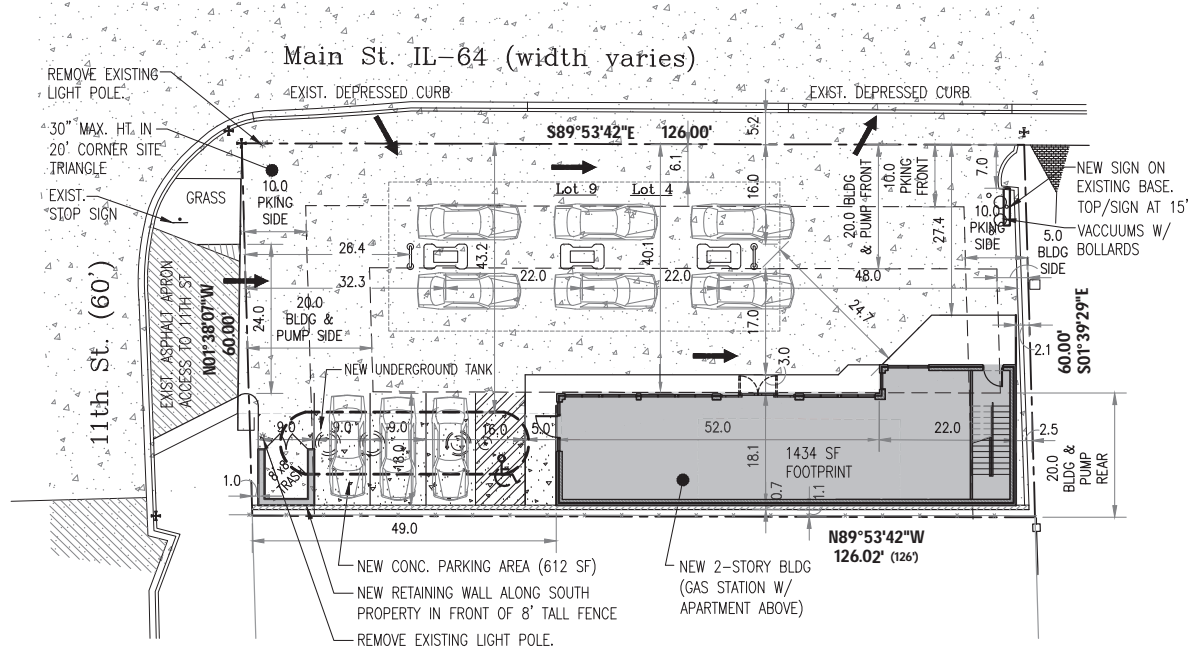 Main St. IL-64 (width varies)
REMOVE EXISTING
LIGHT POLE.
EXIST. DEPRESSED CURB
EXIST. DEPRESSED CURB
30" MAX. HT. IN
20' CORNER SITE
TRIANGLE
EXIST.
STOP SIGN
GRASS
S89°53'42"E 126.00'
5.2
6.1
16.0
7.0
Lot 9
Lot 4
10.0
PKING
SIDE
20.0 BLDG
& PUMP FRONT
10.0
PKING
FRONT
27.4
NEW SIGN ON
EXISTING BASE.
TOP/SIGN AT 15'
VACCUUMS W/
BOLLARDS
10.0
PKING
SIDE
5.0
BLDG
SIDE
26.4
43.2
40.1
32.3
22.0
22.0
48.0
24.7
24.0
20.0
BLDG &
PUMP SIDE
17.0
11th St. (60')
EXIST. ASPHALT APRON
ACCESS TO 11TH ST
N01°38'07"W
60.00'
60.00'
S01°39'29"E
2.1
NEW UNDERGROUND TANK
3.0
9.0
9.0
9.0
16.0
5.0
18.0
8'x8'
TRASH
52.0
22.0
2.5
18.1
1434 SF
FOOTPRINT
20.0
BLDG &
PUMP
REAR
1.0
0.7
1.1
49.0
N89°53'42"W
126.02' (126')
NEW CONC. PARKING AREA (612 SF)
NEW RETAINING WALL ALONG SOUTH
PROPERTY IN FRONT OF 8' TALL FENCE
REMOVE EXISTING LIGHT POLE.
NEW 2-STORY BLDG
(GAS STATION W/
APARTMENT ABOVE)